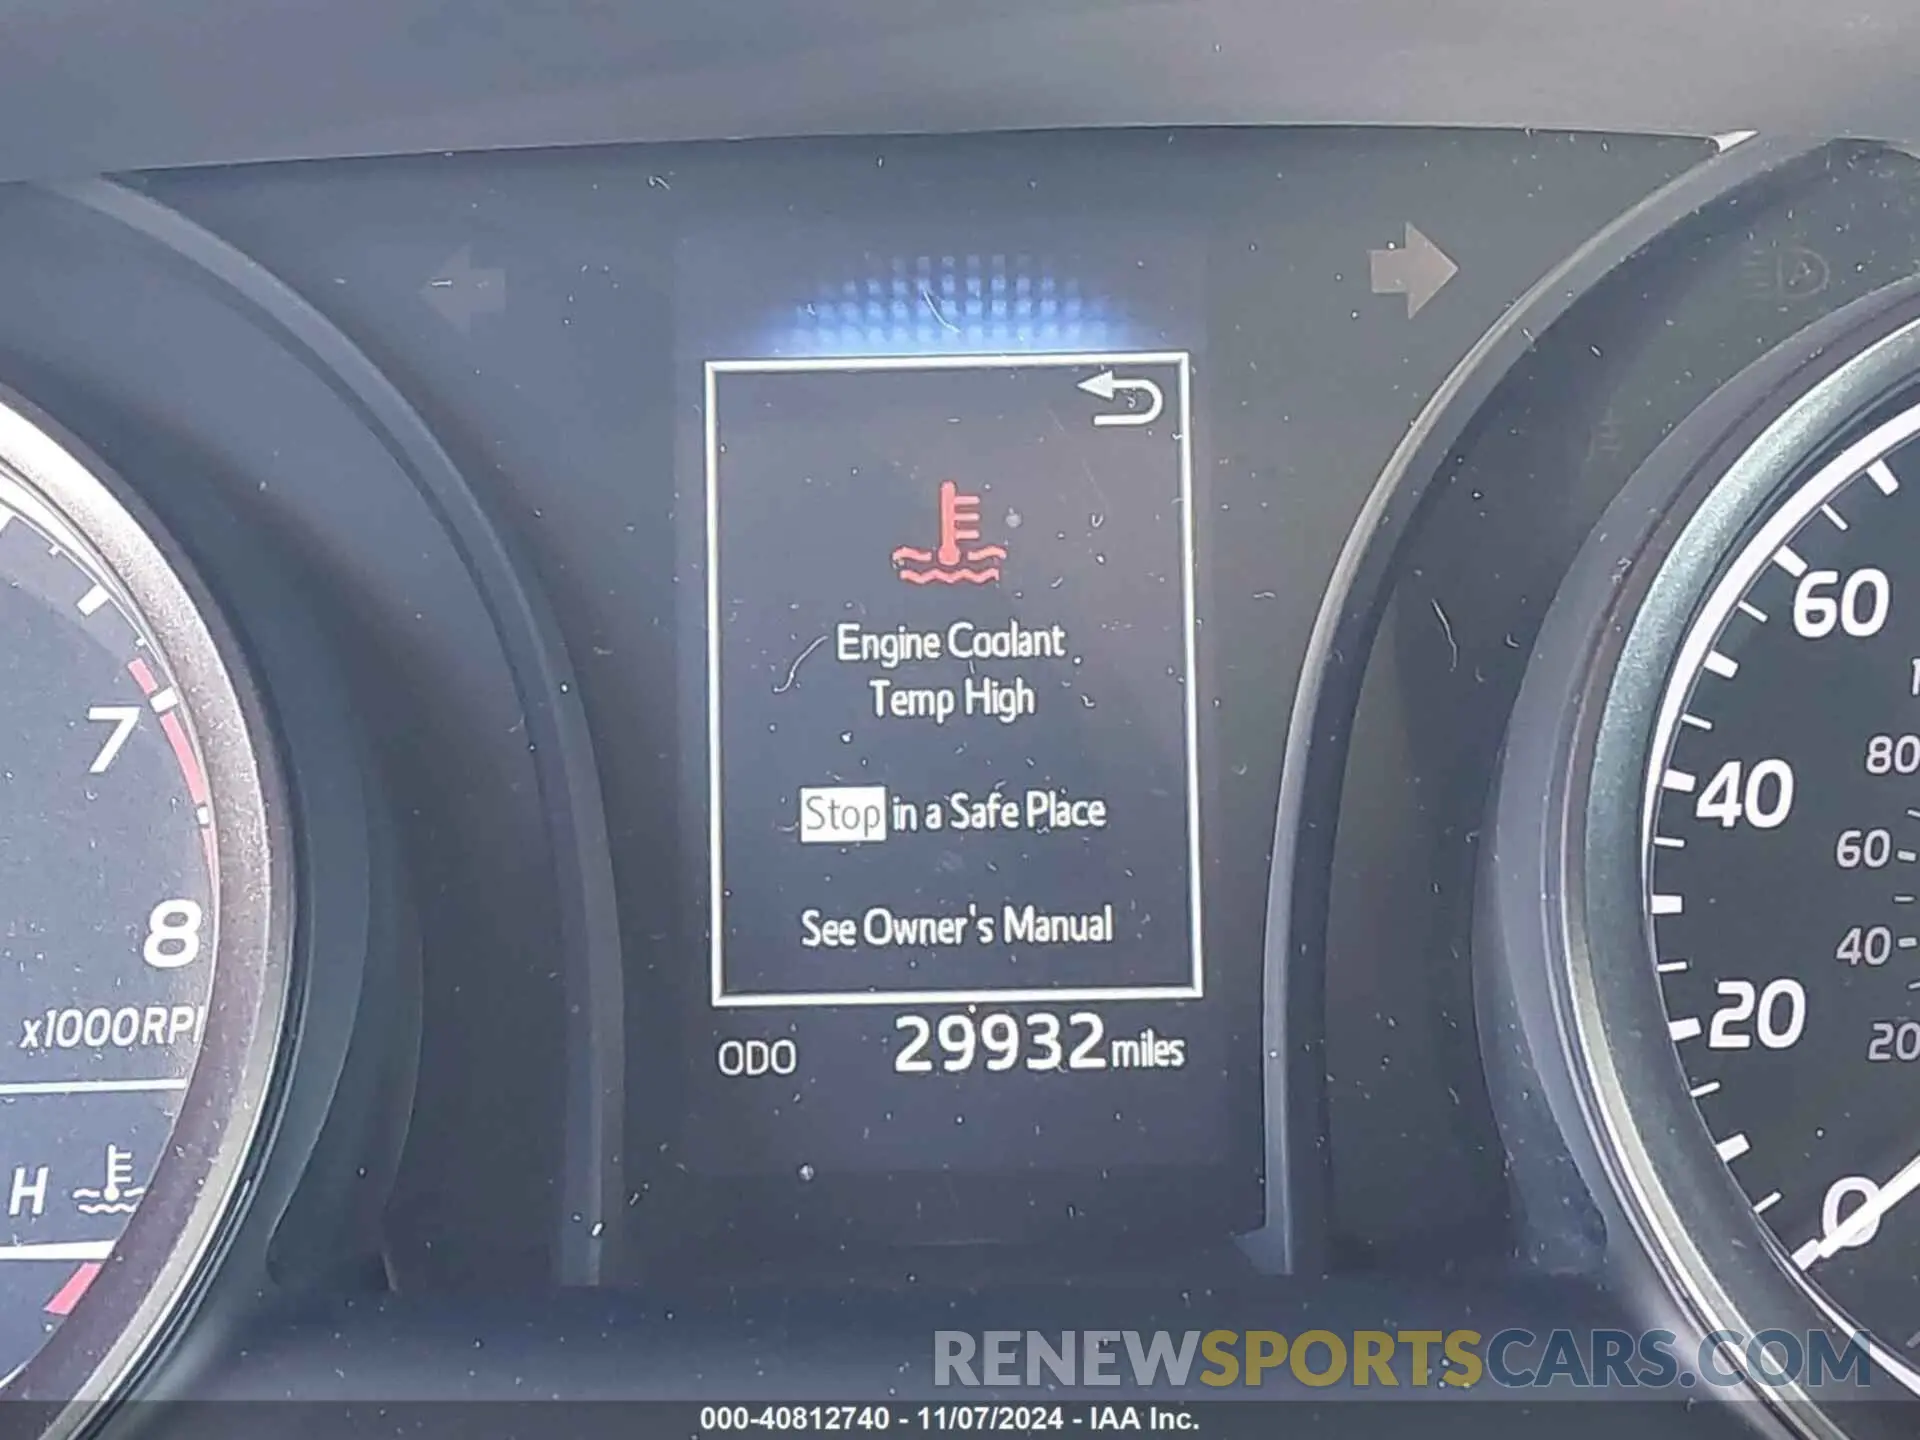 Engine Coolant
Temp High
Stop in a Safe Place
See Owner's Manual
ODO 29932 miles
7
8
x1000RP
H
60
40
20
0
80
60
40
20
RENEWSPORTSCARS.COM
000-40812740 - 11/07/2024 - IAA Inc.